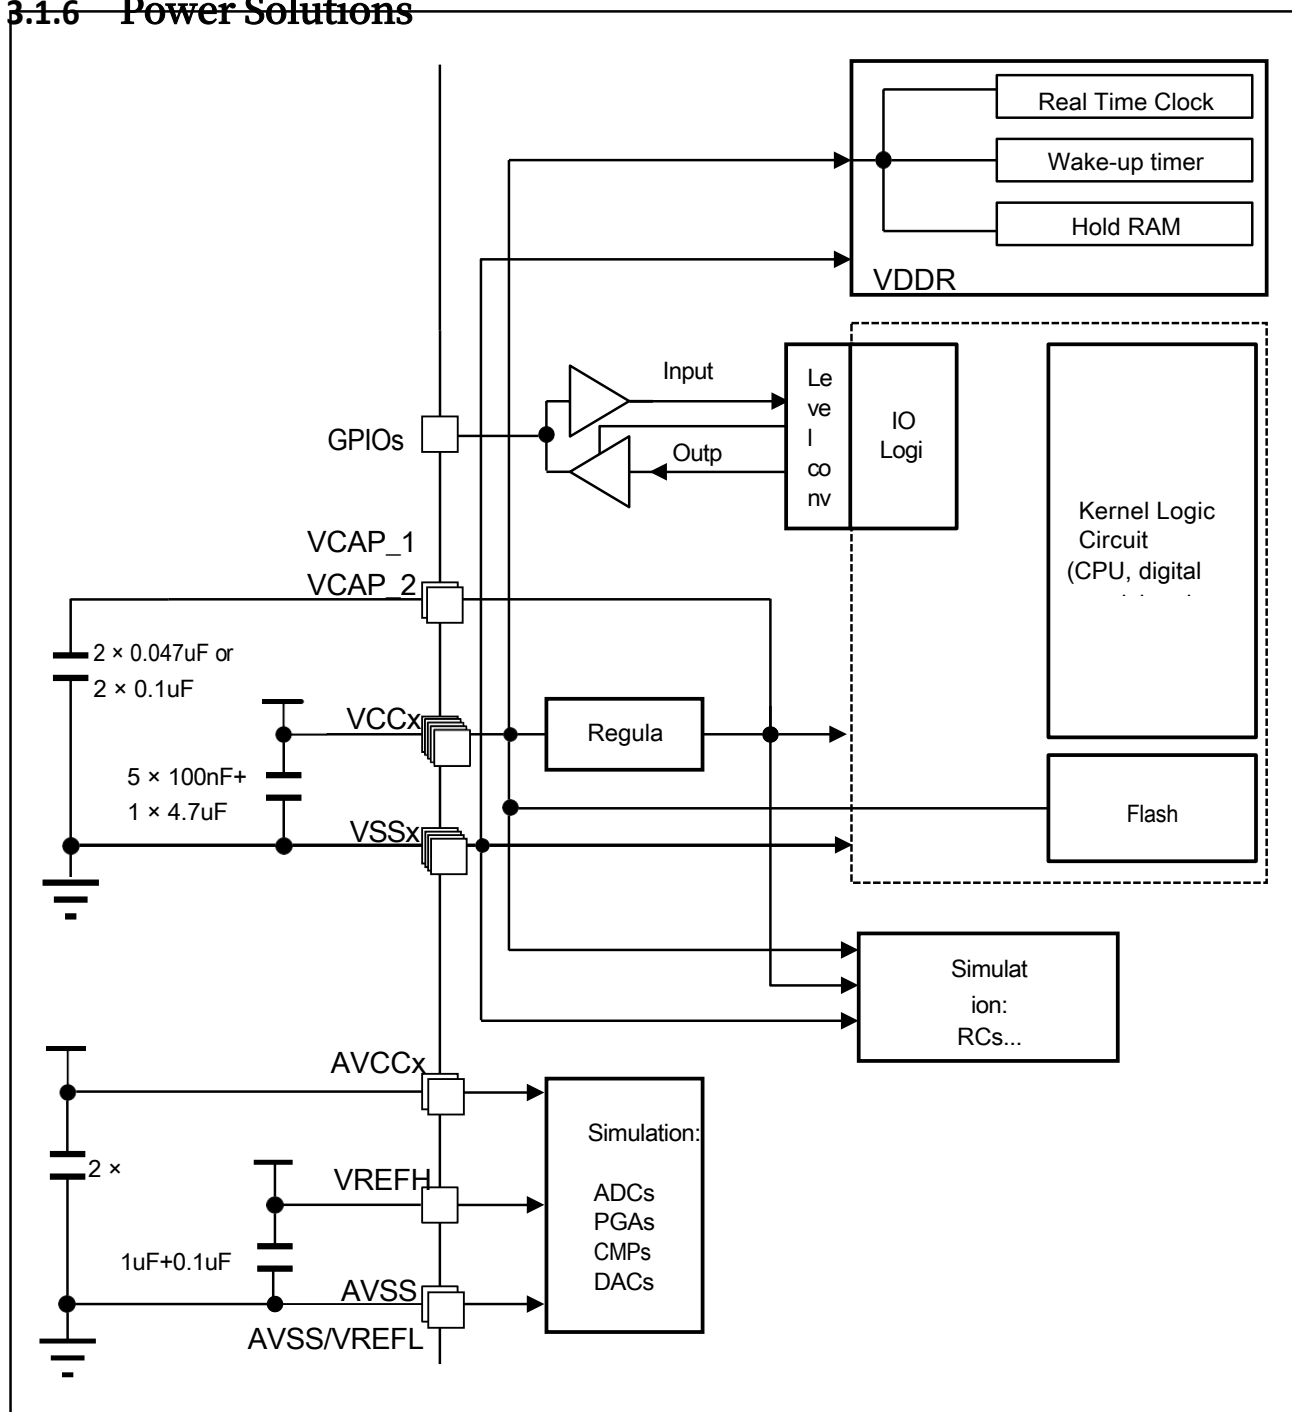 3.1.6 Power Solutions
Real Time Clock
Wake-up timer
Hold RAM
VDDR
Input
Le
ve
l
co
nv
IO
Logi
GPIOs
Outp
Kernel Logic
Circuit
(CPU, digital
VCAP_1
VCAP_2
2 × 0.047uF or
2 × 0.1uF
VCCx
Regula
5 × 100nF+
1 × 4.7uF
Flash
VSSx
Simulat
ion:
RCs...
AVCCx
Simulation:
2 ×
VREFH
ADCs
PGAs
CMPs
DACs
1uF+0.1uF
AVSS
AVSS/VREFL